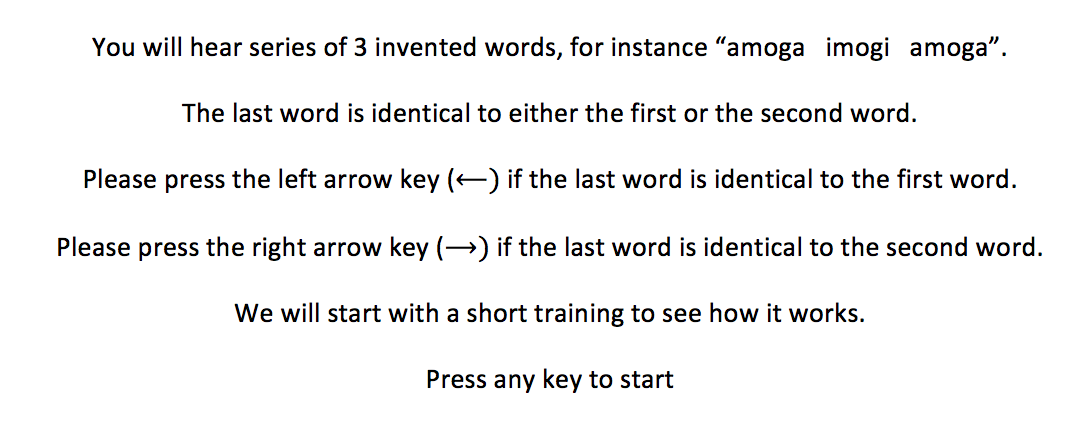 You will hear series of 3 invented words, for instance “amoga   imogi   amoga”.
The last word is identical to either the first or the second word.
Please press the left arrow key (←) if the last word is identical to the first word.
Please press the right arrow key (→) if the last word is identical to the second word.
We will start with a short training to see how it works.
Press any key to start